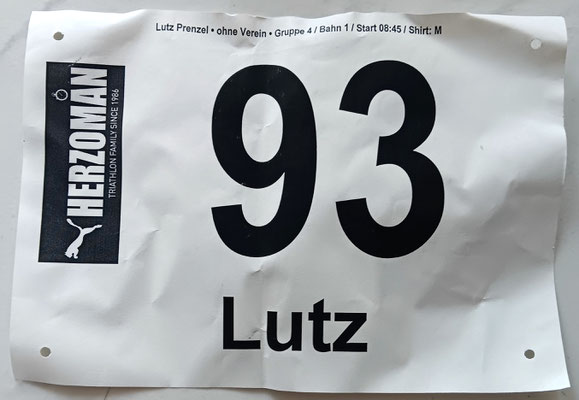 Lutz Prenzel • ohne Verein • Gruppe 4 / Bahn 1 / Start 08:45 / Shirt: M
HERZOMAN
TRIATHLON FAMILY SINCE 1986
93
Lutz